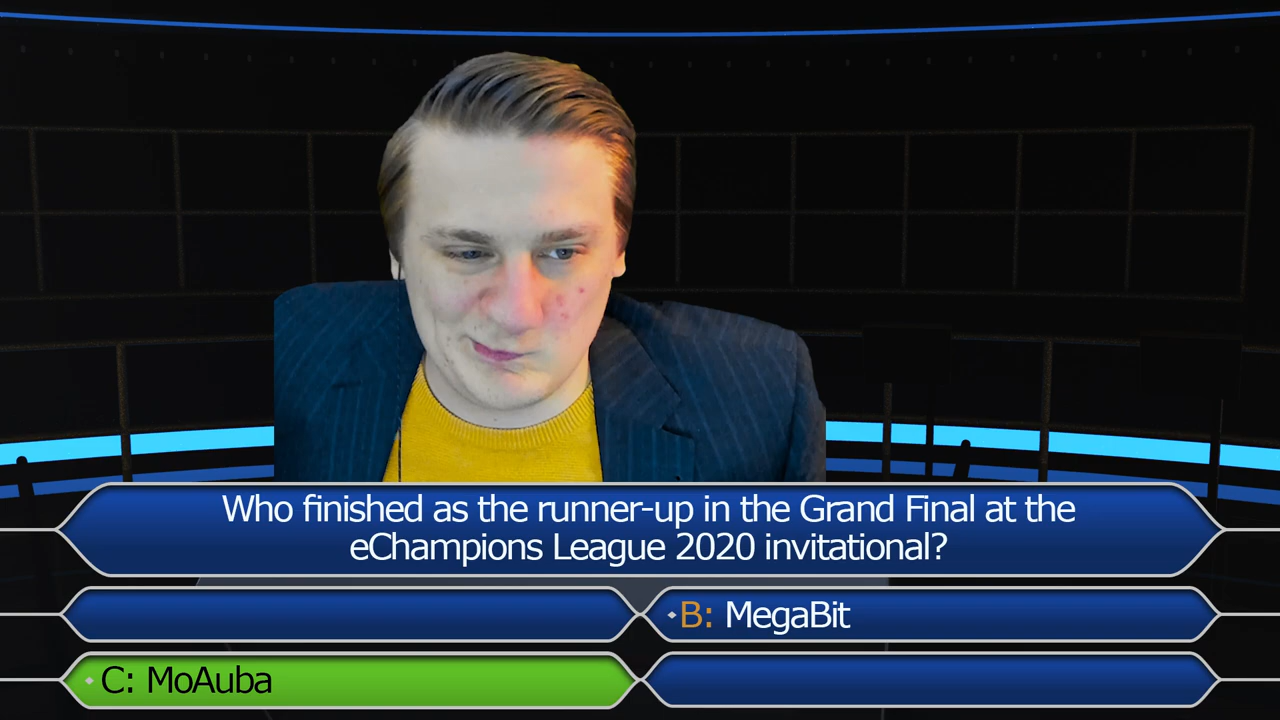 Who finished as the runner-up in the Grand Final at the
eChampions League 2020 invitational?
B: MegaBit
C: MoAuba